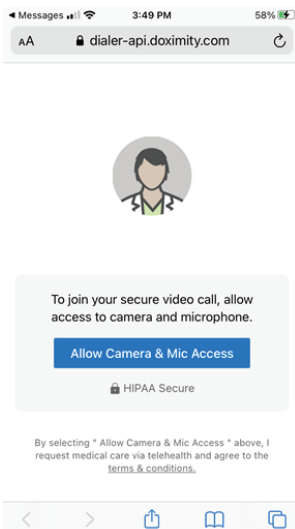 Messages 3:49 PM 58%
AA dialer-api.doximity.com
To join your secure video call, allow
access to camera and microphone.
Allow Camera & Mic Access
HIPAA Secure
By selecting " Allow Camera & Mic Access " above, I
request medical care via telehealth and agree to the
terms & conditions.